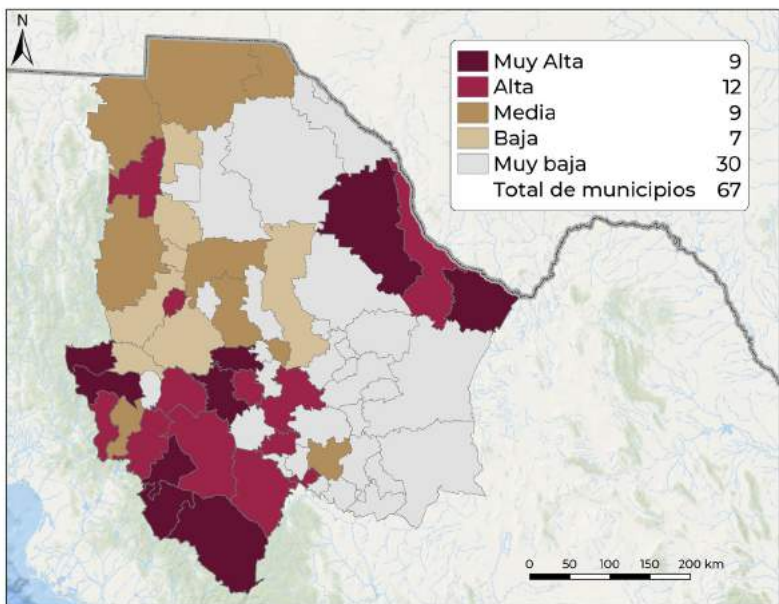 N
Muy Alta 9
Alta 12
Media 9
Baja 7
Muy baja 30
Total de municipios 67
0 50 100 150 200 km